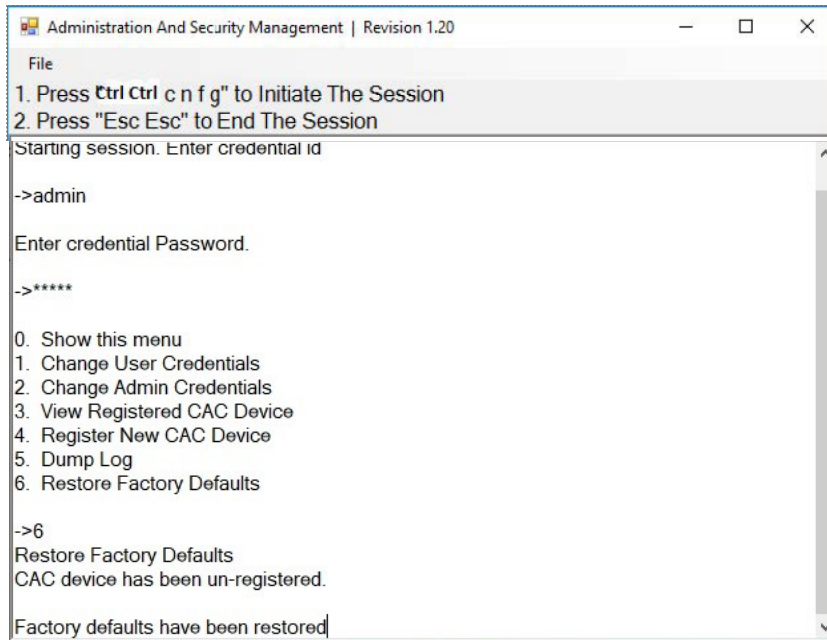 Administration And Security Management | Revision 1.20
File
1. Press "Ctrl Ctrl c n f g" to Initiate The Session
2. Press "Esc Esc" to End The Session
Starting session. Enter credential id
->admin
Enter credential Password.
->*****
0. Show this menu
1. Change User Credentials
2. Change Admin Credentials
3. View Registered CAC Device
4. Register New CAC Device
5. Dump Log
6. Restore Factory Defaults
->6
Restore Factory Defaults
CAC device has been un-registered.
Factory defaults have been restored